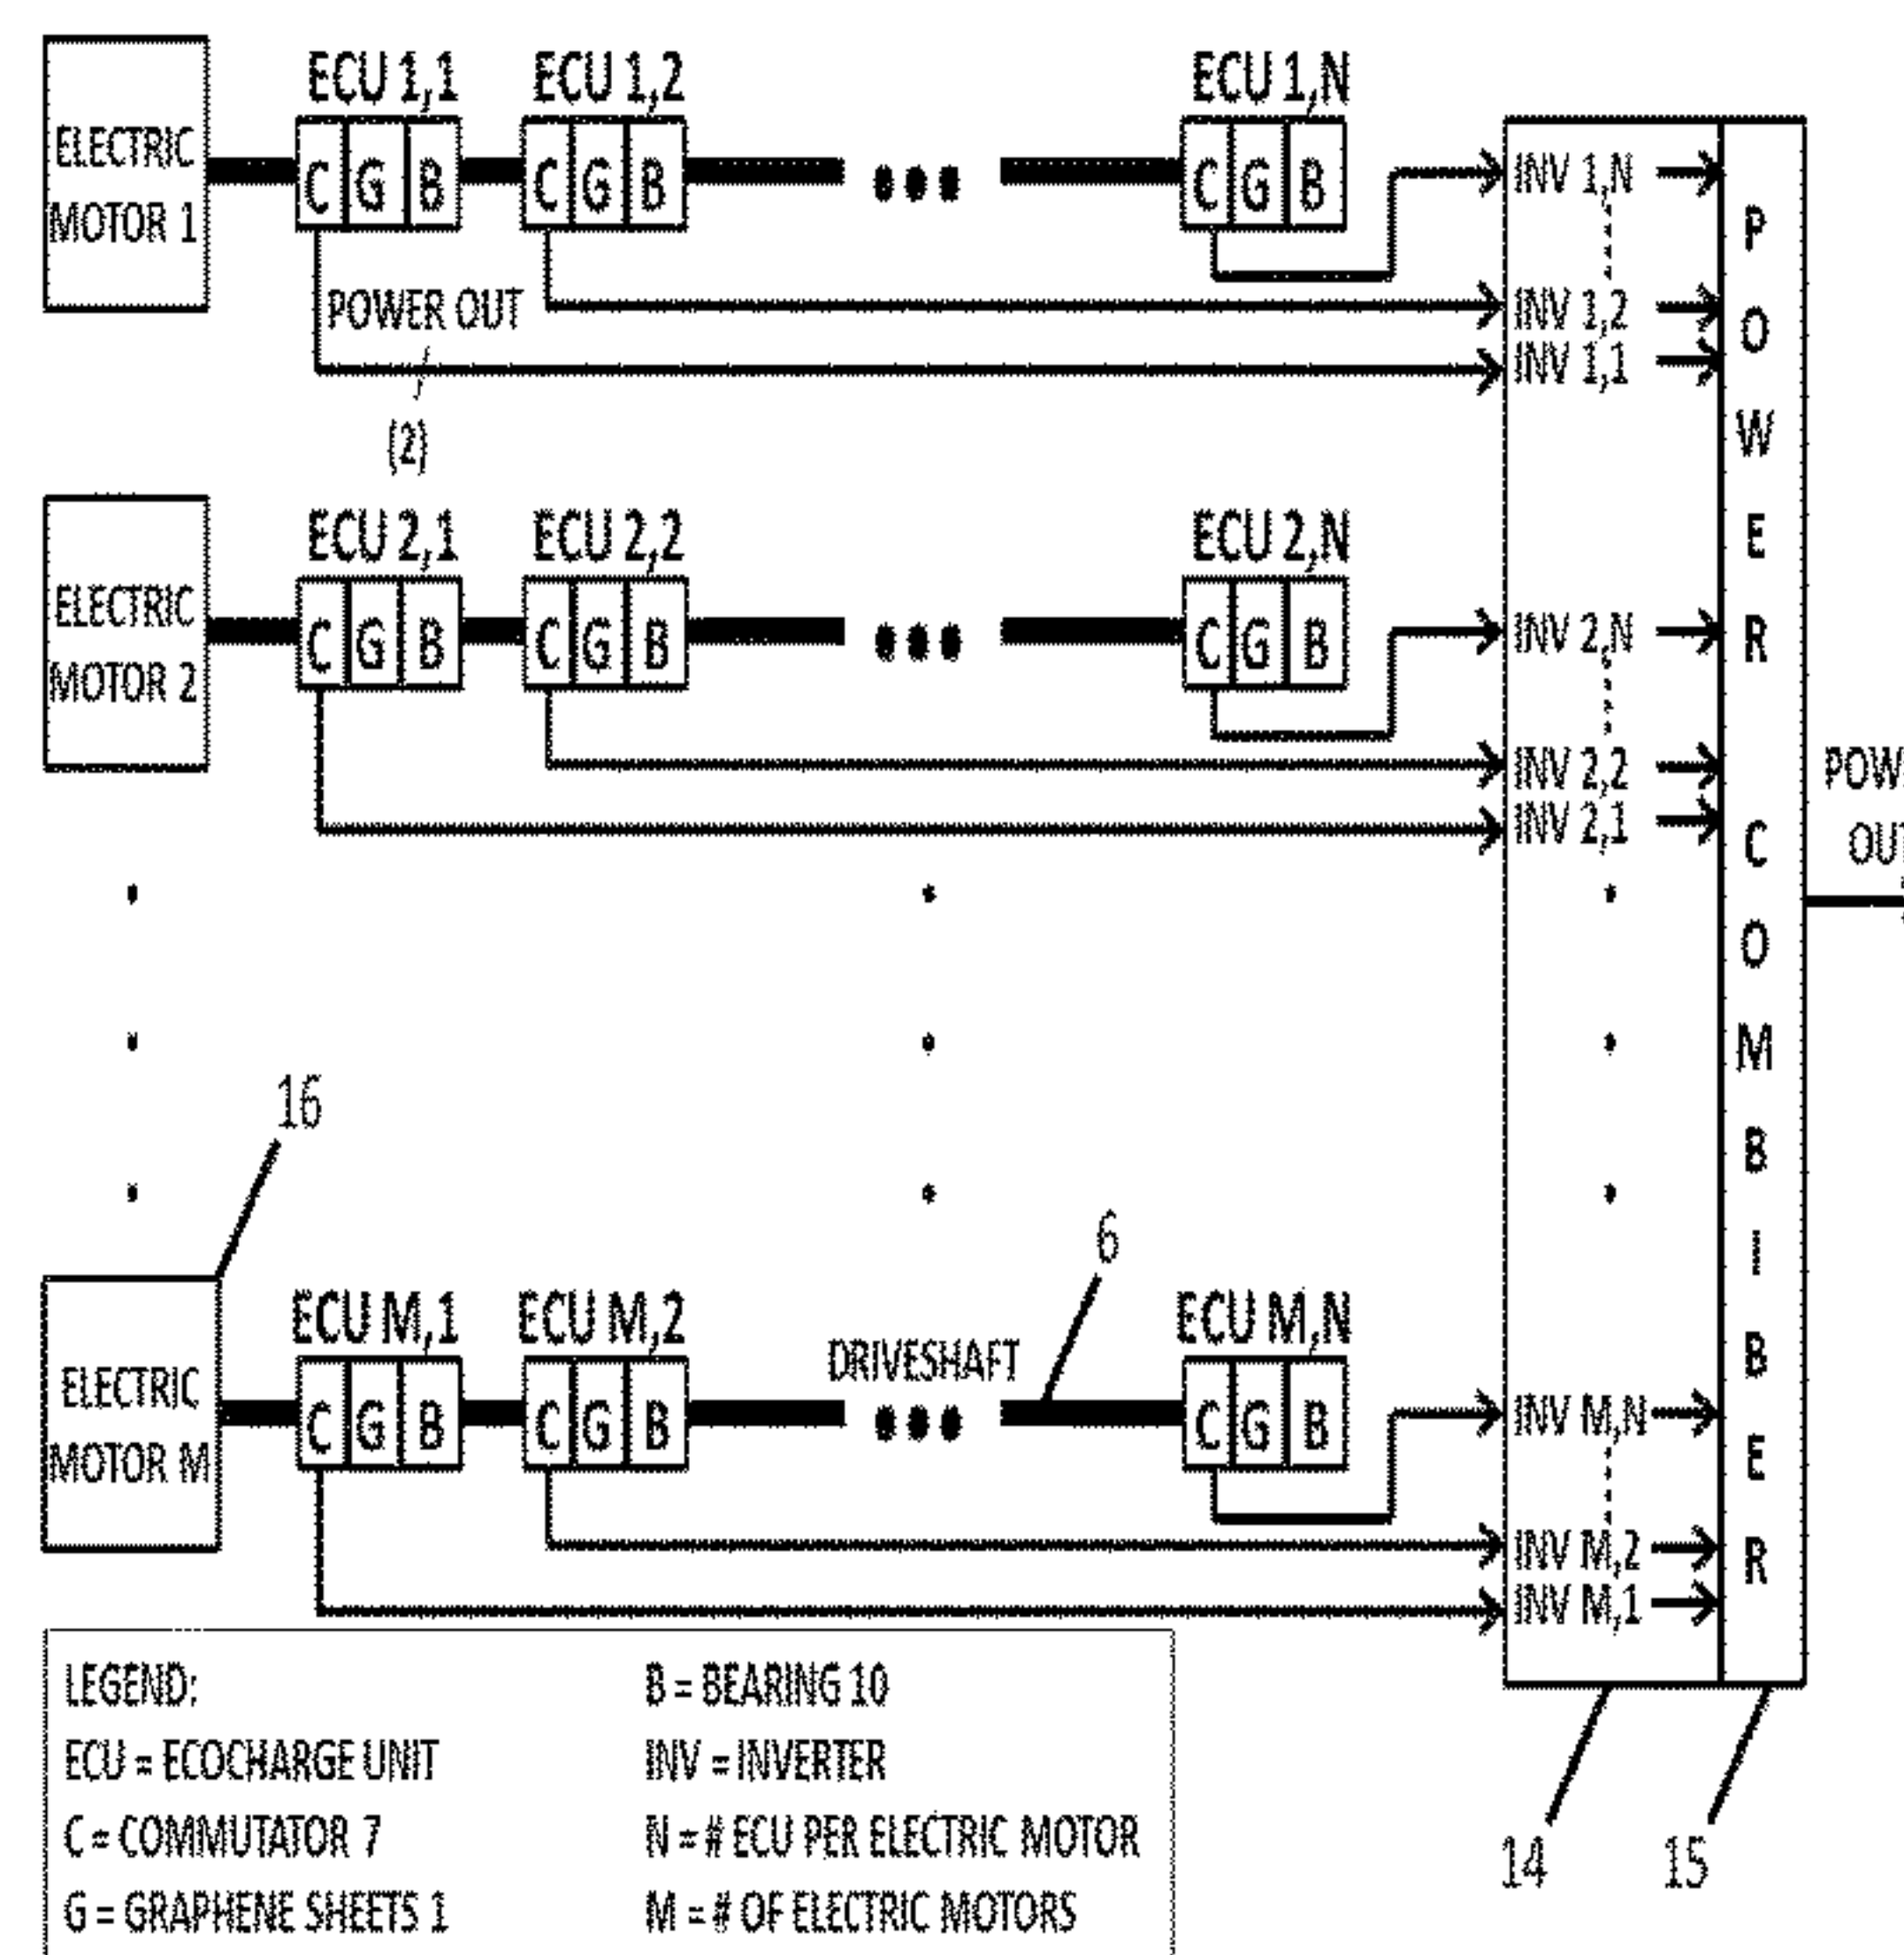 ECU 1,1
ECU 1,2
ECU 1,N
ELECTRIC
MOTOR 1
C G B
C G B
C G B
INV 1,N
POWER OUT
INV 1,2
INV 1,1
(2)
ECU 2,1
ECU 2,2
ECU 2,N
ELECTRIC
MOTOR 2
C G B
C G B
C G B
INV 2,N
INV 2,2
INV 2,1
POWER COMBIBER
POW
OUT
16
6
ECU M,1
ECU M,2
DRIVESHAFT
ECU M,N
ELECTRIC
MOTOR M
C G B
C G B
C G B
INV M,N
INV M,2
INV M,1
LEGEND:
ECU = ECOCHARGE UNIT
C = COMMUTATOR 7
G = GRAPHENE SHEETS 1
B = BEARING 10
INV = INVERTER
N = # ECU PER ELECTRIC MOTOR
M = # OF ELECTRIC MOTORS
14
15